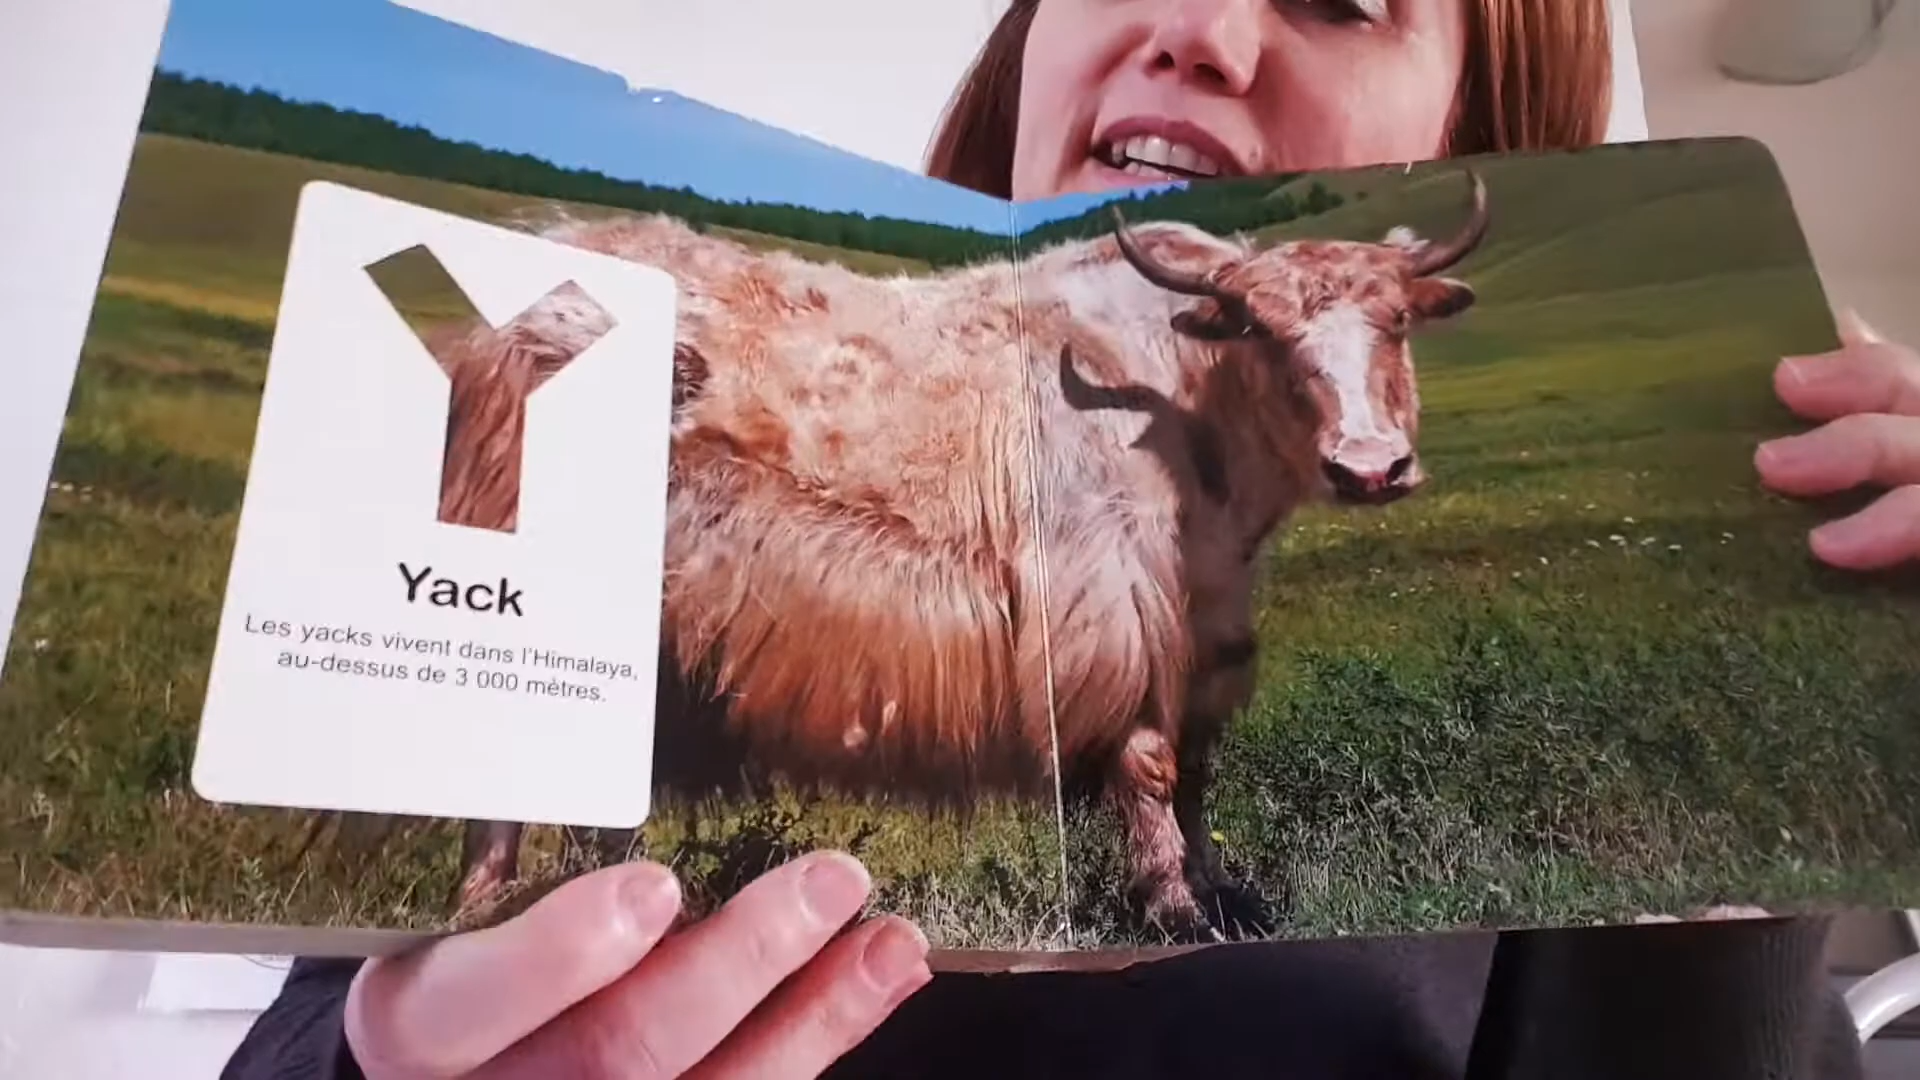 Y
Yack
Les yacks vivent dans l'Himalaya,
au-dessus de 3 000 mètres.